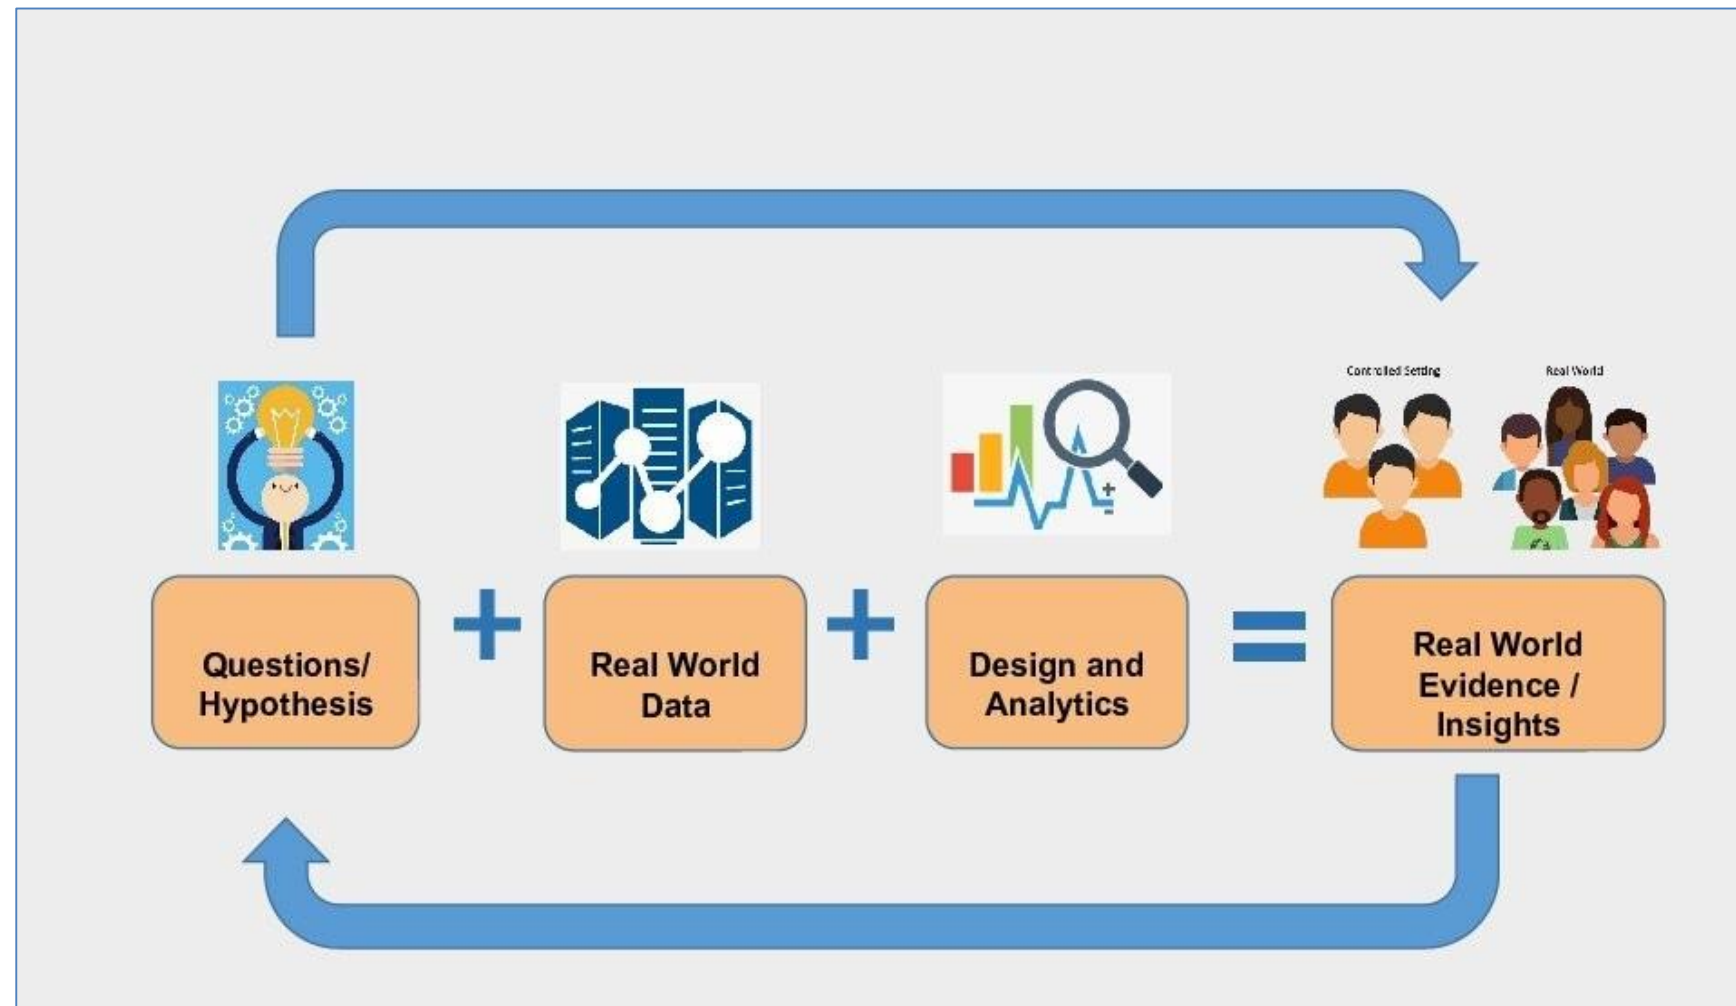 Controlled Setting
Real World
Questions/
Hypothesis
+
Real World
Data
+
Design and
Analytics
=
Real World
Evidence /
Insights